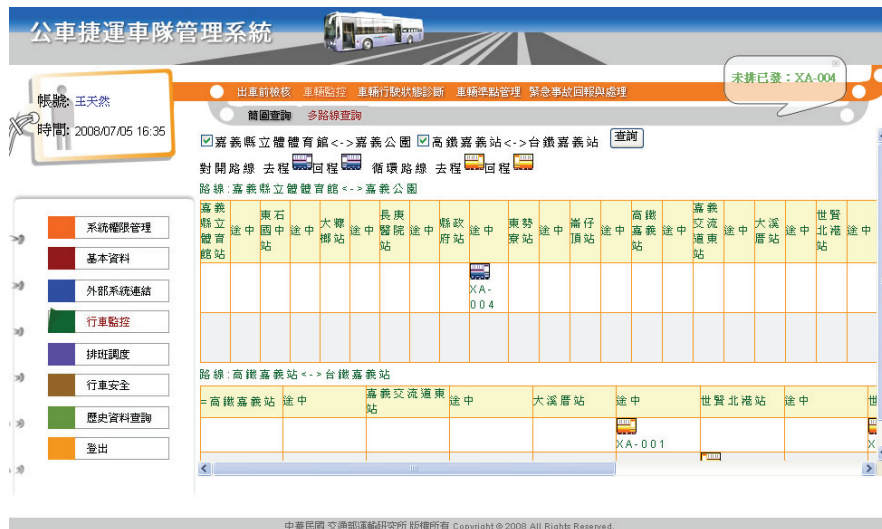 公車捷運車隊管理系統
未排已發：XA-004
帳號: 王天然
時間: 2008/07/05 16:35
出車前檢核 車輛監控 車輛行駛狀態診斷 車輛準點管理 緊急事故回報與處理
簡圖查詢 多路線查詢
嘉義縣立體體育館<->嘉義公園 高鐵嘉義站<->台鐵嘉義站 查詢
對開路線 去程 回程 循環路線 去程 回程
路線:嘉義縣立體體育館<->嘉義公園
嘉義縣立體育館站 途中 東石國中站 途中 大糠榔站 途中 長庚醫院站 途中 縣政府站 途中 東勢寮站 途中 崙仔頂站 途中 高鐵嘉義站 途中 嘉義交流道東站 途中 大溪厝站 途中 世賢北港站 途中
XA-004
路線:高鐵嘉義站<->台鐵嘉義站
=高鐵嘉義站 途中 嘉義交流道東站 途中 大溪厝站 途中 世賢北港站 途中
XA-001
系統權限管理
基本資料
外部系統連結
行車監控
排班調度
行車安全
歷史資料查詢
登出
中華民國 交通部運輸研究所 版權所有 Copyright © 2008 All Rights Reserved.